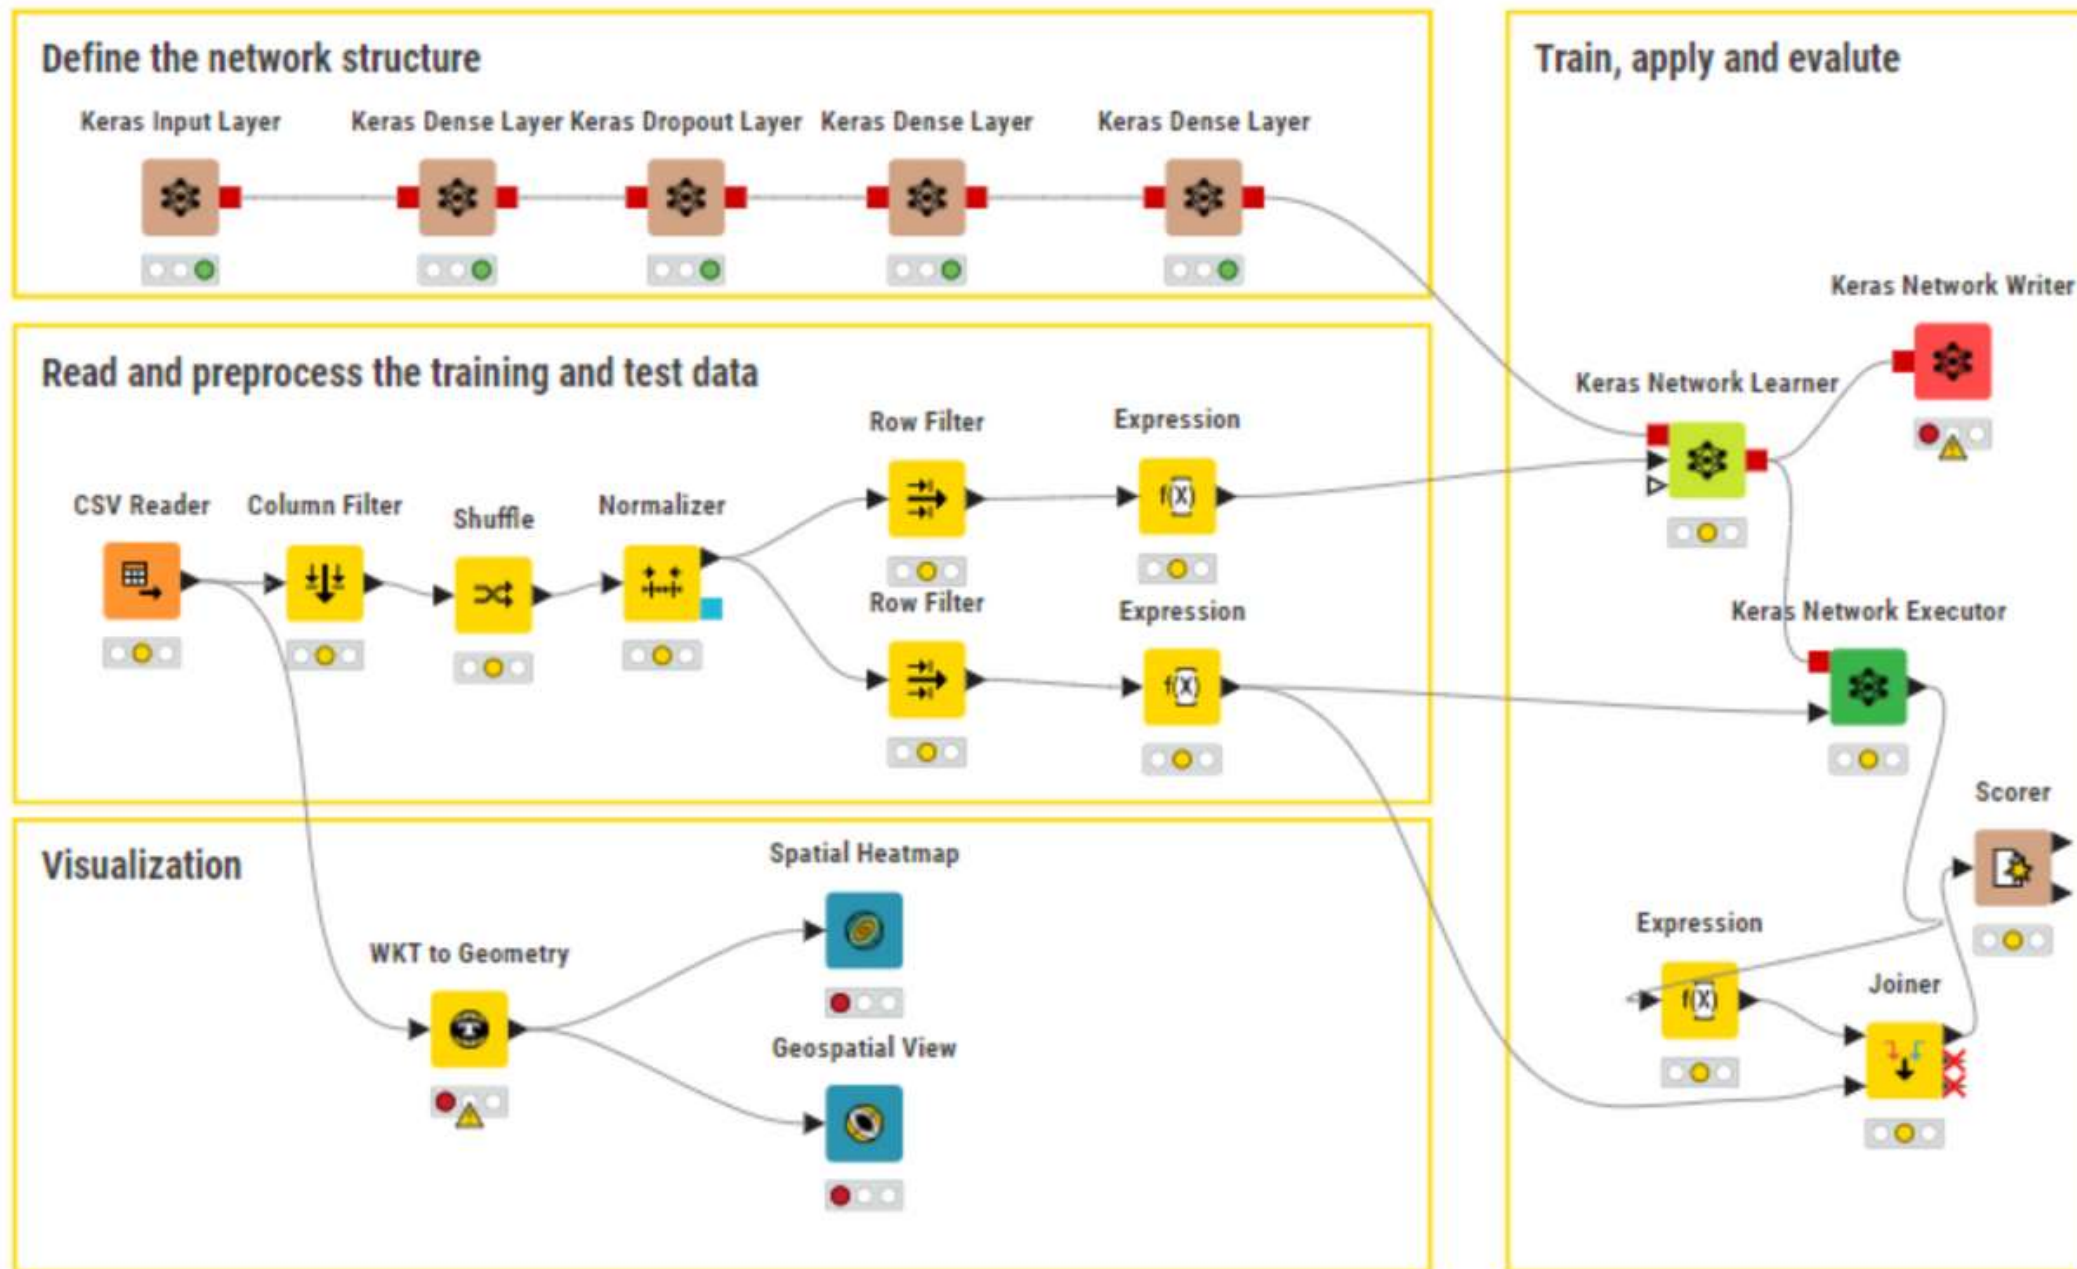 Define the network structure
Keras Input Layer
Keras Dense Layer
Keras Dropout Layer
Keras Dense Layer
Keras Dense Layer
Read and preprocess the training and test data
CSV Reader
Column Filter
Shuffle
Normalizer
Row Filter
Expression
f(X)
Row Filter
Expression
f(X)
Visualization
WKT to Geometry
Spatial Heatmap
Geospatial View
Train, apply and evalute
Keras Network Writer
Keras Network Learner
Keras Network Executor
Scorer
Expression
f(X)
Joiner